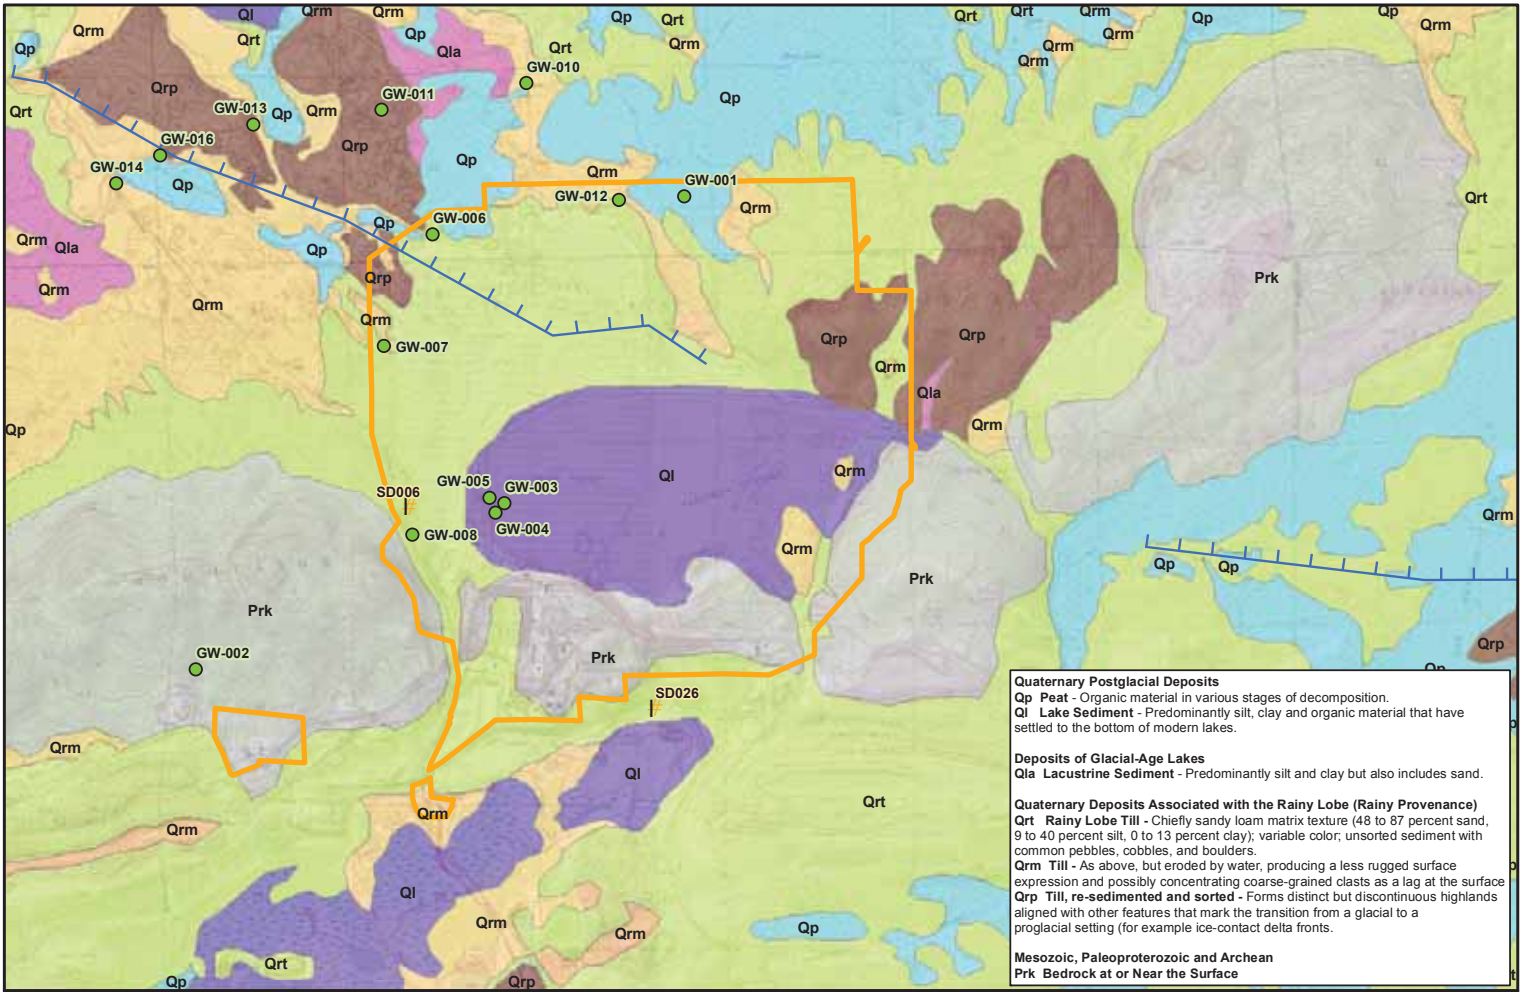 Ql
Qrm
Qrm
Qp
Qrt
Qrt
Qrm
Qp
Qrm
Qrm
Qp
Qrt
Qp
Qla
Qrt
Qrm
Qrm
Qrm
Qrm
Qp
GW-010
Qrp
GW-011
Qp
GW-013
Qp
Qrm
Qrt
GW-016
Qrp
Qp
GW-014
Qrm
Qp
GW-012
GW-001
Qrm
Qrt
GW-006
Qp
Qrm
Qla
Qp
Qrp
Prk
Qrm
Qrm
Qrm
Qrp
Qrp
GW-007
Qrm
Qla
Qp
Qrm
Qrm
Ql
GW-005
GW-003
SD006
GW-004
Qrm
GW-008
Qrm
Qp
Qp
Prk
Prk
Qrp
GW-002
Prk
Qp
SD026
Qrm
Ql
Qrt
Qrm
Qrm
Ql
Qrm
Qrm
Qp
Qrt
Qp
Qrp
Quaternary Postglacial Deposits
Qp Peat - Organic material in various stages of decomposition.
Ql Lake Sediment - Predominantly silt, clay and organic material that have
settled to the bottom of modern lakes.
Deposits of Glacial-Age Lakes
Qla Lacustrine Sediment - Predominantly silt and clay but also includes sand.
Quaternary Deposits Associated with the Rainy Lobe (Rainy Provenance)
Qrt Rainy Lobe Till - Chiefly sandy loam matrix texture (48 to 87 percent sand,
9 to 40 percent silt, 0 to 13 percent clay); variable color; unsorted sediment with
common pebbles, cobbles, and boulders.
Qrm Till - As above, but eroded by water, producing a less rugged surface
expression and possibly concentrating coarse-grained clasts as a lag at the surface
Qrp Till, re-sedimented and sorted - Forms distinct but discontinuous highlands
aligned with other features that mark the transition from a glacial to a
proglacial setting (for example ice-contact delta fronts.
Mesozoic, Paleoproterozoic and Archean
Prk Bedrock at or Near the Surface